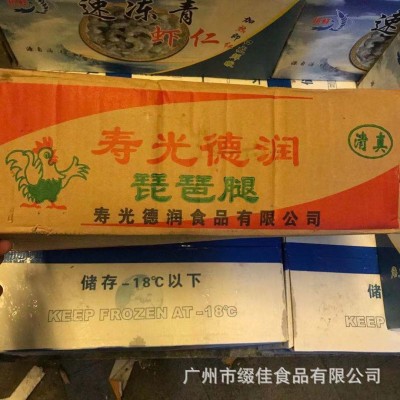 速冻青
虾仁
清真
寿光德润
琵琶腿
寿光德润食品有限公司
储存-18℃以下
KEEP FROZEN AT -18℃
储
KEEP FR
广州市缀佳食品有限公司